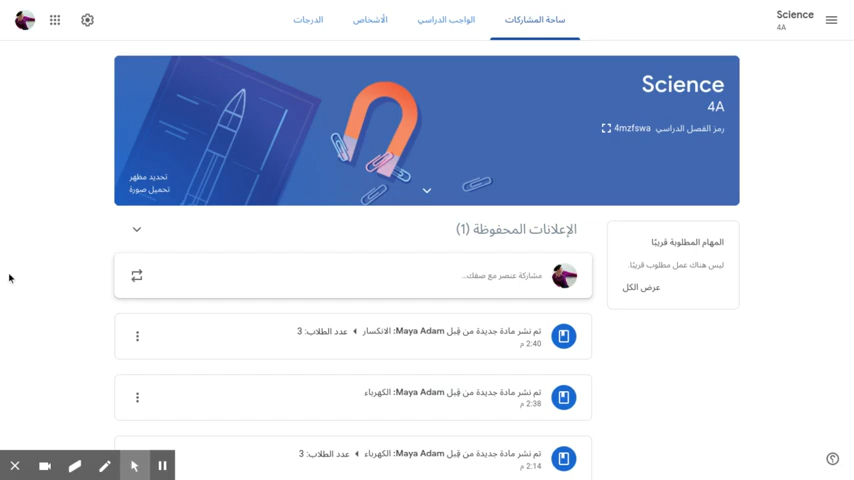 Science
4A
ساحة المشاركات
الواجب الدراسي
الأشخاص
الدرجات
Science
4A
رمز الفصل الدراسي 4mzfswa
تحديد مظهر
تحميل صورة
المهام المطلوبة قريبًا
ليس هناك عمل مطلوب قريبًا.
عرض الكل
الإعلانات المحفوظة (1)
مشاركة عنصر مع صفك...
تم نشر مادة جديدة من قِبل Maya Adam: الانكسار ◂ عدد الطلاب: 3
2:40 م
تم نشر مادة جديدة من قِبل Maya Adam: الكهرباء
2:38 م
تم نشر مادة جديدة من قِبل Maya Adam: الكهرباء ◂ عدد الطلاب: 3
2:14 م